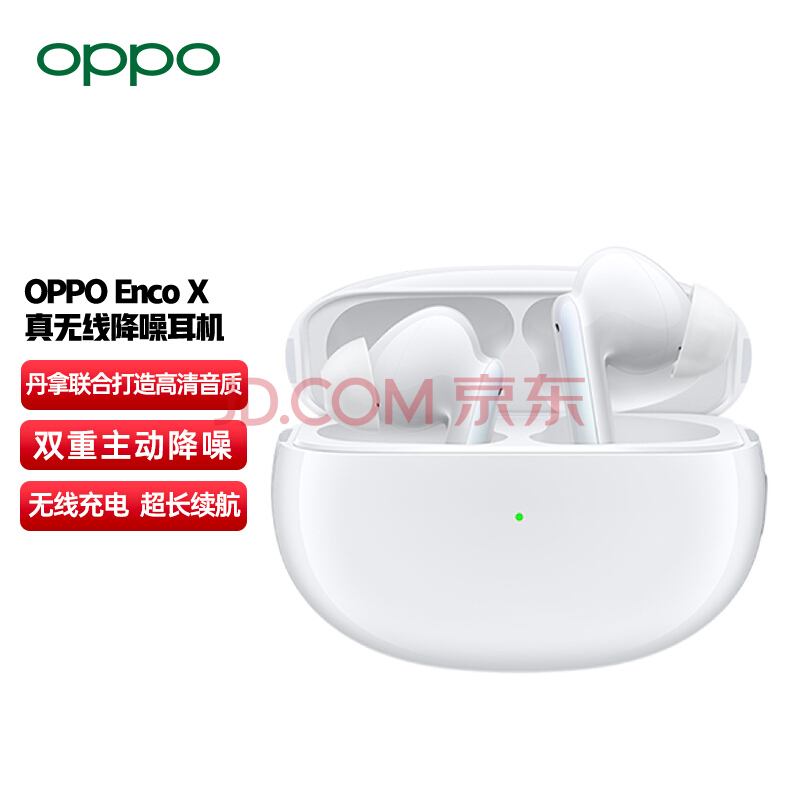 oppo
OPPO Enco X
真无线降噪耳机
丹拿联合打造高清音质
JD.COM 京东
双重主动降噪
无线充电 超长续航